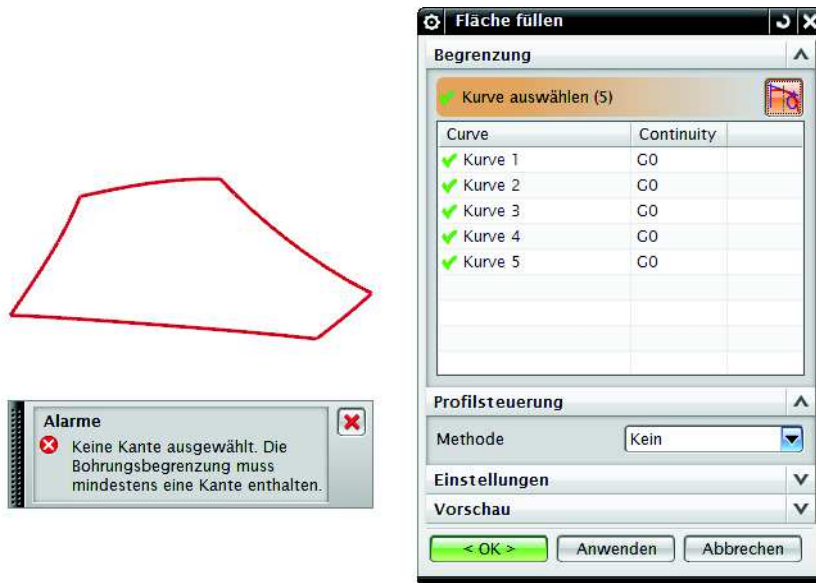 Fläche füllen
Begrenzung
Kurve auswählen (5)
Curve Continuity
Kurve 1 G0
Kurve 2 G0
Kurve 3 G0
Kurve 4 G0
Kurve 5 G0
Profilsteuerung
Methode Kein
Einstellungen
Vorschau
< OK > Anwenden Abbrechen
Alarme
Keine Kante ausgewählt. Die
Bohrungsbegrenzung muss
mindestens eine Kante enthalten.